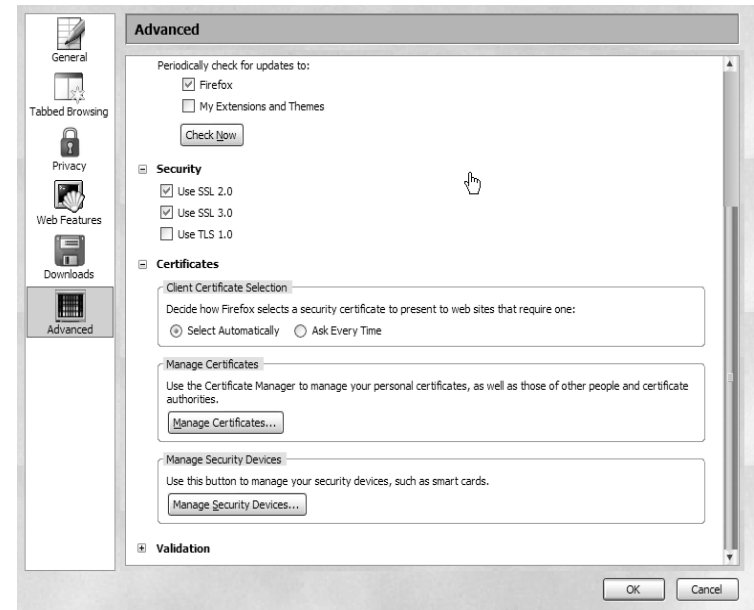 General
Tabbed Browsing
Privacy
Web Features
Downloads
Advanced
Advanced
Periodically check for updates to:
Firefox
My Extensions and Themes
Check Now
Security
Use SSL 2.0
Use SSL 3.0
Use TLS 1.0
Certificates
Client Certificate Selection
Decide how Firefox selects a security certificate to present to web sites that require one:
Select Automatically Ask Every Time
Manage Certificates
Use the Certificate Manager to manage your personal certificates, as well as those of other people and certificate
authorities.
Manage Certificates...
Manage Security Devices
Use this button to manage your security devices, such as smart cards.
Manage Security Devices...
Validation
OK Cancel